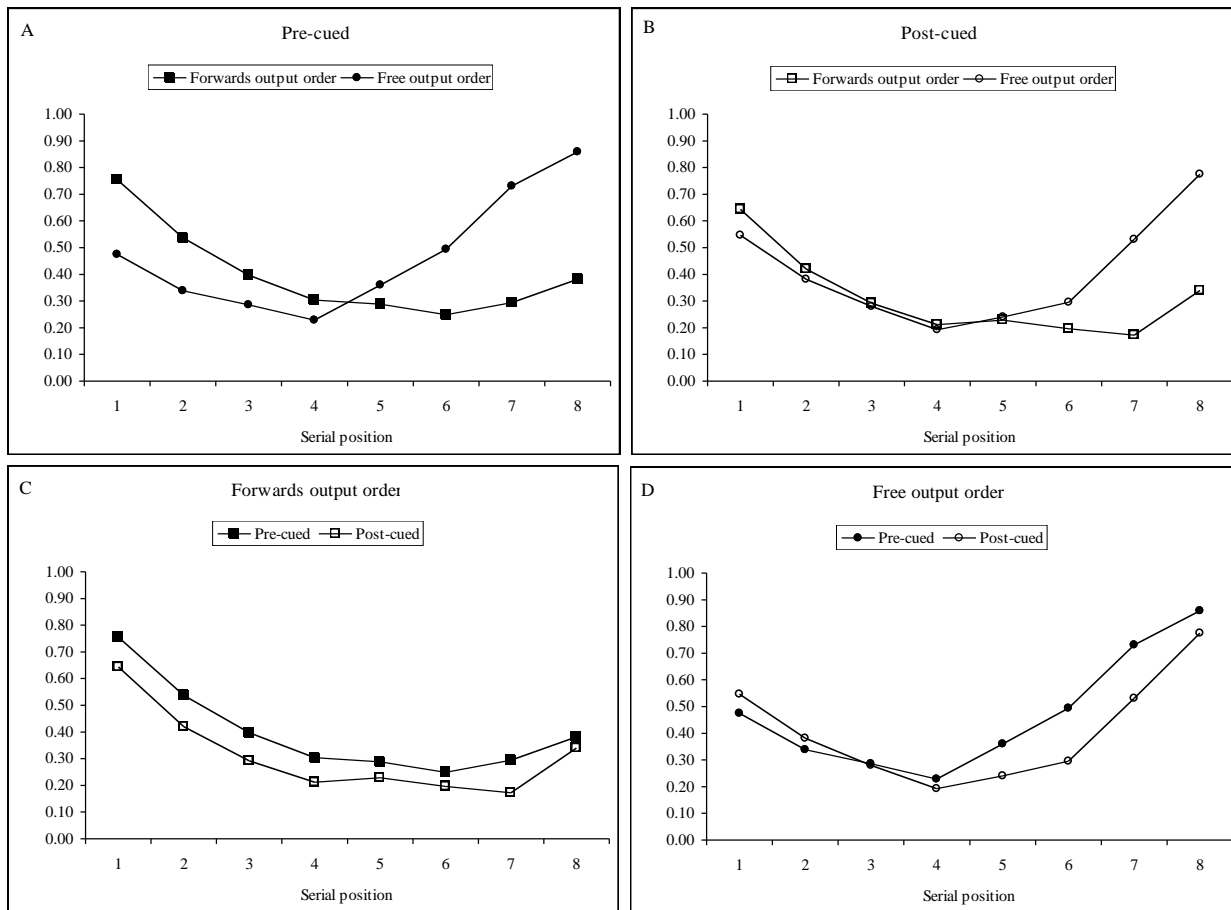 A
Pre-cued
Forwards output order Free output order
1.00
0.90
0.80
0.70
0.60
0.50
0.40
0.30
0.20
0.10
0.00
1 2 3 4 5 6 7 8
Serial position
B
Post-cued
Forwards output order Free output order
1.00
0.90
0.80
0.70
0.60
0.50
0.40
0.30
0.20
0.10
0.00
1 2 3 4 5 6 7 8
Serial position
C
Forwards output order
Pre-cued Post-cued
1.00
0.90
0.80
0.70
0.60
0.50
0.40
0.30
0.20
0.10
0.00
1 2 3 4 5 6 7 8
Serial position
D
Free output order
Pre-cued Post-cued
1.00
0.90
0.80
0.70
0.60
0.50
0.40
0.30
0.20
0.10
0.00
1 2 3 4 5 6 7 8
Serial position